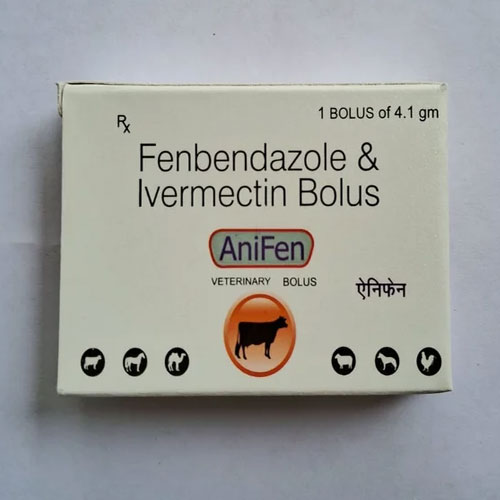 Rx
1 BOLUS of 4.1 gm
Fenbendazole &
Ivermectin Bolus
AniFen
VETERINARY BOLUS
ऐनिफेन